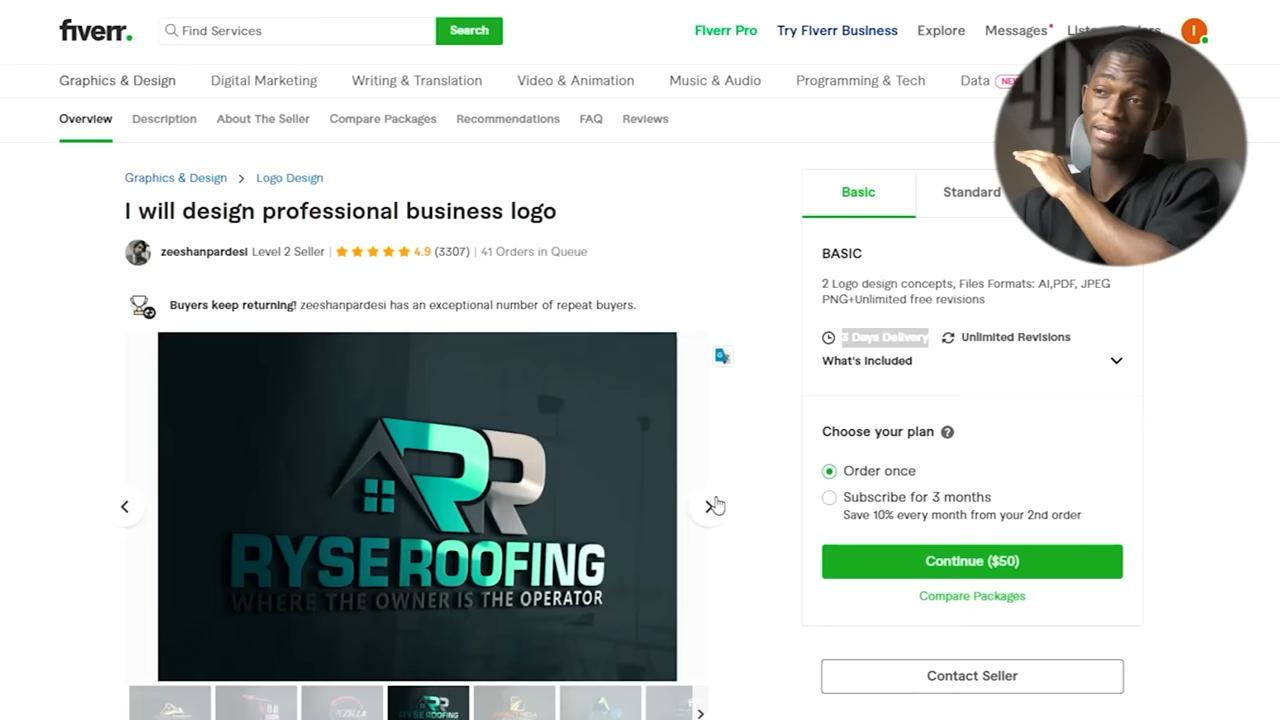 fiverr.
Find Services
Search
Fiverr Pro
Try Fiverr Business
Explore
Messages
Lists
Orders
I
Graphics & Design
Digital Marketing
Writing & Translation
Video & Animation
Music & Audio
Programming & Tech
Data
Overview
Description
About The Seller
Compare Packages
Recommendations
FAQ
Reviews
Graphics & Design
Logo Design
I will design professional business logo
zeeshanpardesi Level 2 Seller | 4.9 (3307) | 41 Orders in Queue
Buyers keep returning! zeeshanpardesi has an exceptional number of repeat buyers.
RR
RYSE ROOFING
WHERE THE OWNER IS THE OPERATOR
Basic
Standard
BASIC
2 Logo design concepts, Files Formats: AI,PDF, JPEG
PNG+Unlimited free revisions
3 Days Delivery
Unlimited Revisions
What's Included
Choose your plan
Order once
Subscribe for 3 months
Save 10% every month from your 2nd order
Continue ($50)
Compare Packages
Contact Seller